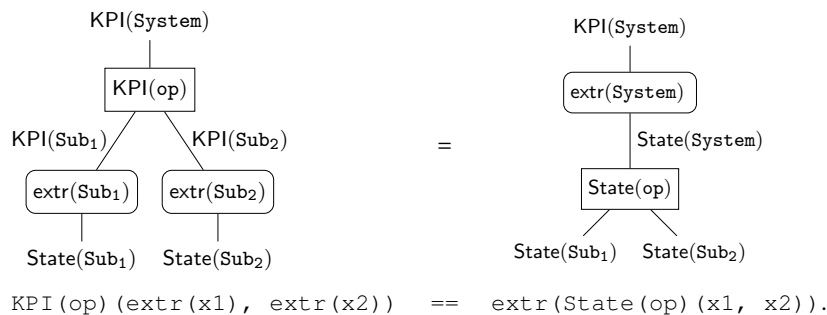 KPI(System)
KPI(System)
KPI(op)
extr(System)
KPI(Sub₁) KPI(Sub₂)
=
State(System)
extr(Sub₁) extr(Sub₂)
State(op)
State(Sub₁) State(Sub₂)
State(Sub₁) State(Sub₂)
KPI(op)(extr(x1), extr(x2)) == extr(State(op)(x1, x2)).